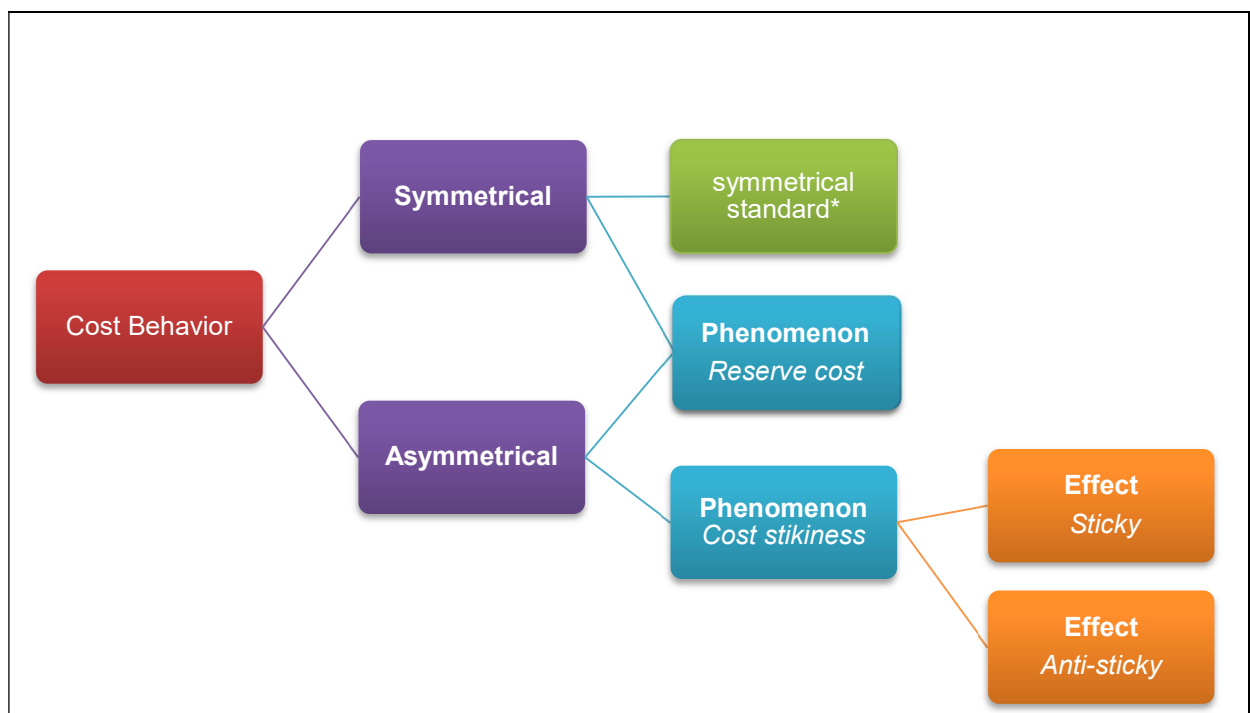 Cost Behavior
Symmetrical
Asymmetrical
symmetrical
standard*
Phenomenon
Reserve cost
Phenomenon
Cost stikiness
Effect
Sticky
Effect
Anti-sticky